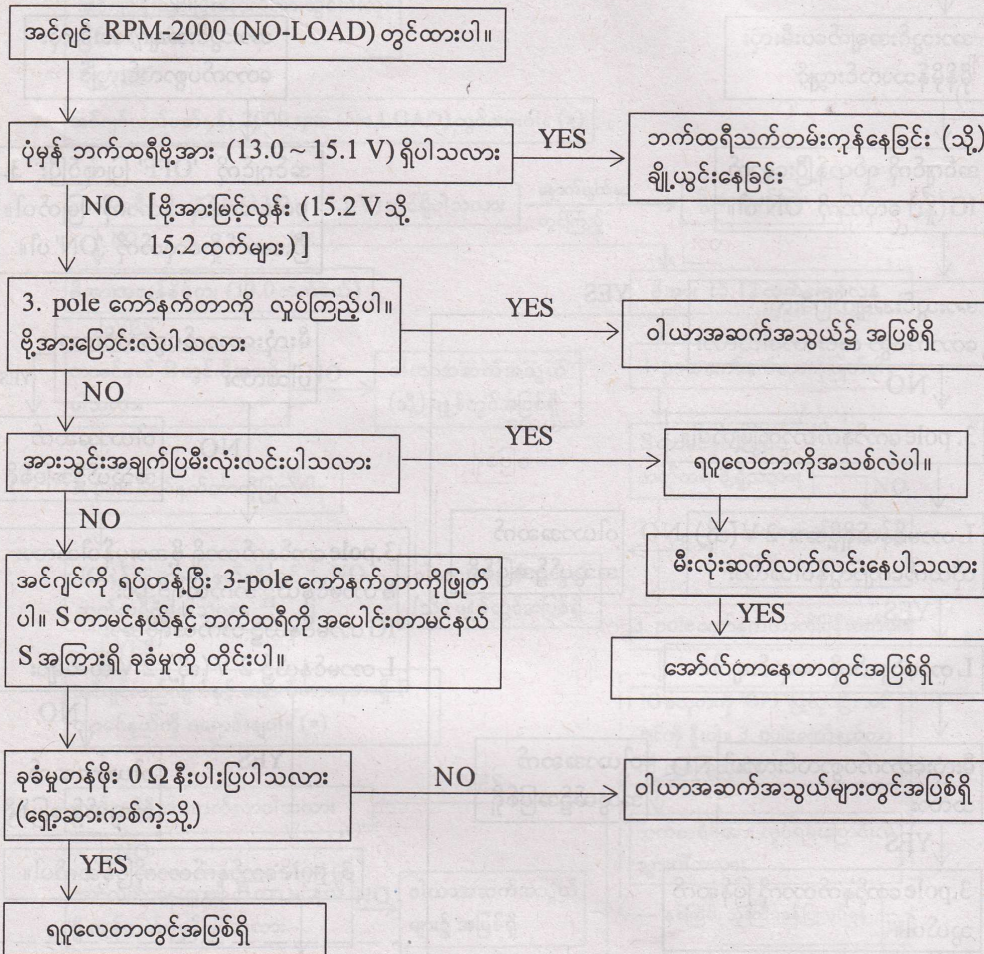 အင်ဂျင် RPM-2000 (NO-LOAD) တွင်ထားပါ။
ပုံမှန် ဘက်ထရီဗို့အား (13.0 ~ 15.1 V) ရှိပါသလား
YES
ဘက်ထရီသက်တမ်းကုန်နေခြင်း (သို့)
ချို့ယွင်းနေခြင်း
NO [ဗို့အားမြင့်လွန်း (15.2 V သို့
15.2 ထက်များ) ]
3. pole ကော်နက်တာကို လှုပ်ကြည့်ပါ။
ဗို့အားပြောင်းလဲပါသလား
YES
ဝါယာအဆက်အသွယ်၌ အပြစ်ရှိ
NO
အားသွင်းအချက်ပြမီးလုံးလင်းပါသလား
YES
ရဂူလေတာကိုအသစ်လဲပါ။
NO
မီးလုံးဆက်လက်လင်းနေပါသလား
အင်ဂျင်ကို ရပ်တန့်ပြီး 3-pole ကော်နက်တာကိုဖြုတ်
ပါ။ S တာမင်နယ်နှင့် ဘက်ထရီကို အပေါင်းတာမင်နယ်
S အကြားရှိ ခုခံမှုကို တိုင်းပါ။
YES
အော်လ်တာနေတာတွင်အပြစ်ရှိ
ခုခံမှုတန်ဖိုး 0 Ω နီးပါးပြပါသလား
(ရှော့ဆားကစ်ကဲ့သို့)
NO
ဝါယာအဆက်အသွယ်များတွင်အပြစ်ရှိ
YES
ရဂူလေတာတွင်အပြစ်ရှိ